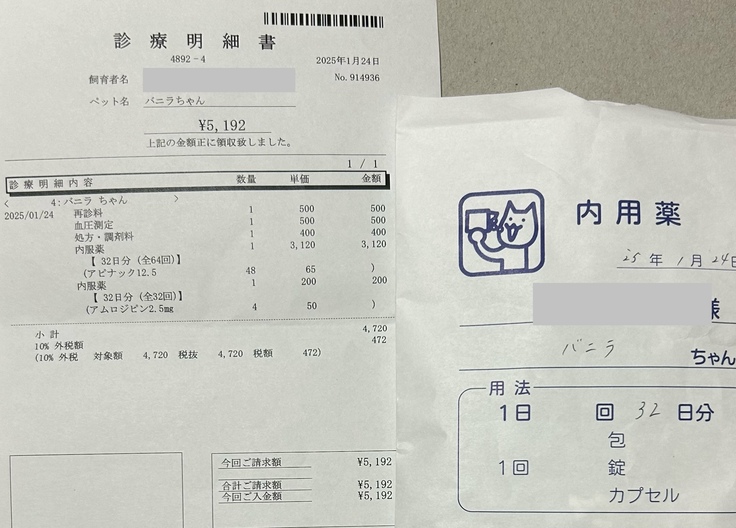 診療明細書
4892-4 2025年1月24日
飼育者名 No.914936
ペット名 バニラちゃん
¥5,192
上記の金額正に領収致しました。
1 / 1
診療明細内容 数量 単価 金額
< 4:バニラ ちゃん >
2025/01/24 再診料 1 500 500
血圧測定 1 500 500
処方・調剤料 1 400 400
内服薬 1 3,120 3,120
【 32日分(全64回)】
(アピナック12.5 48 65 )
内服薬 1 200 200
【 32日分(全32回)】
(アムロジピン2.5mg 4 50 )
小 計 4,720
10% 外税額 472
(10% 外税 対象額 4,720 税抜 4,720 税額 472)
今回ご請求額 ¥5,192
合計ご請求額 ¥5,192
今回ご入金額 ¥5,192
内用薬
25年 1月 24日
様
バニラ ちゃん
用法
1日 回 32日分
包
1回 錠
カプセル